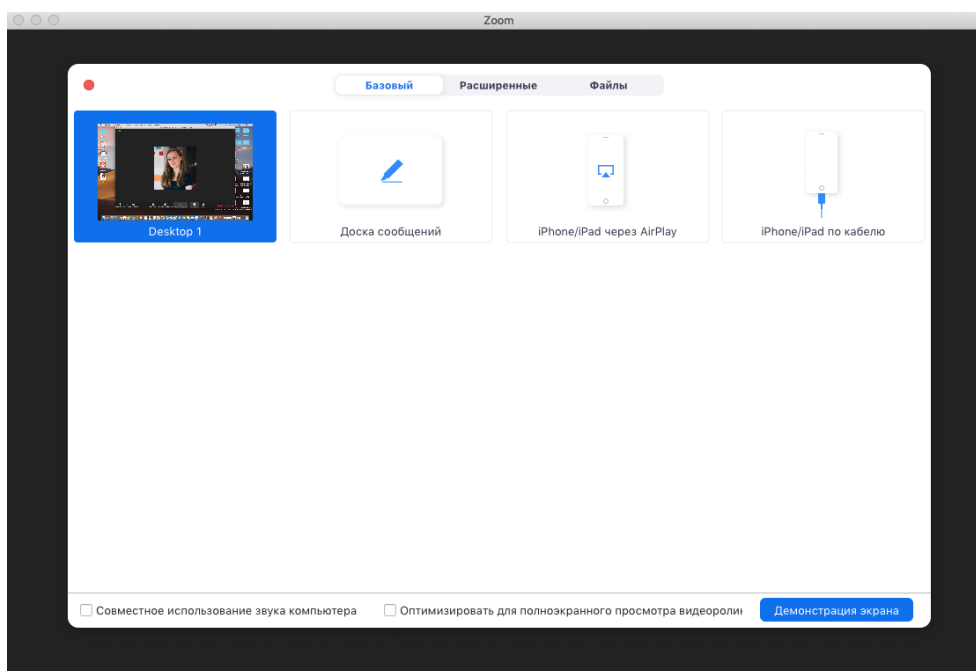 Zoom
Базовый Расширенные Файлы
Desktop 1 Доска сообщений iPhone/iPad через AirPlay iPhone/iPad по кабелю
Совместное использование звука компьютера Оптимизировать для полноэкранного просмотра видеоролик Демонстрация экрана